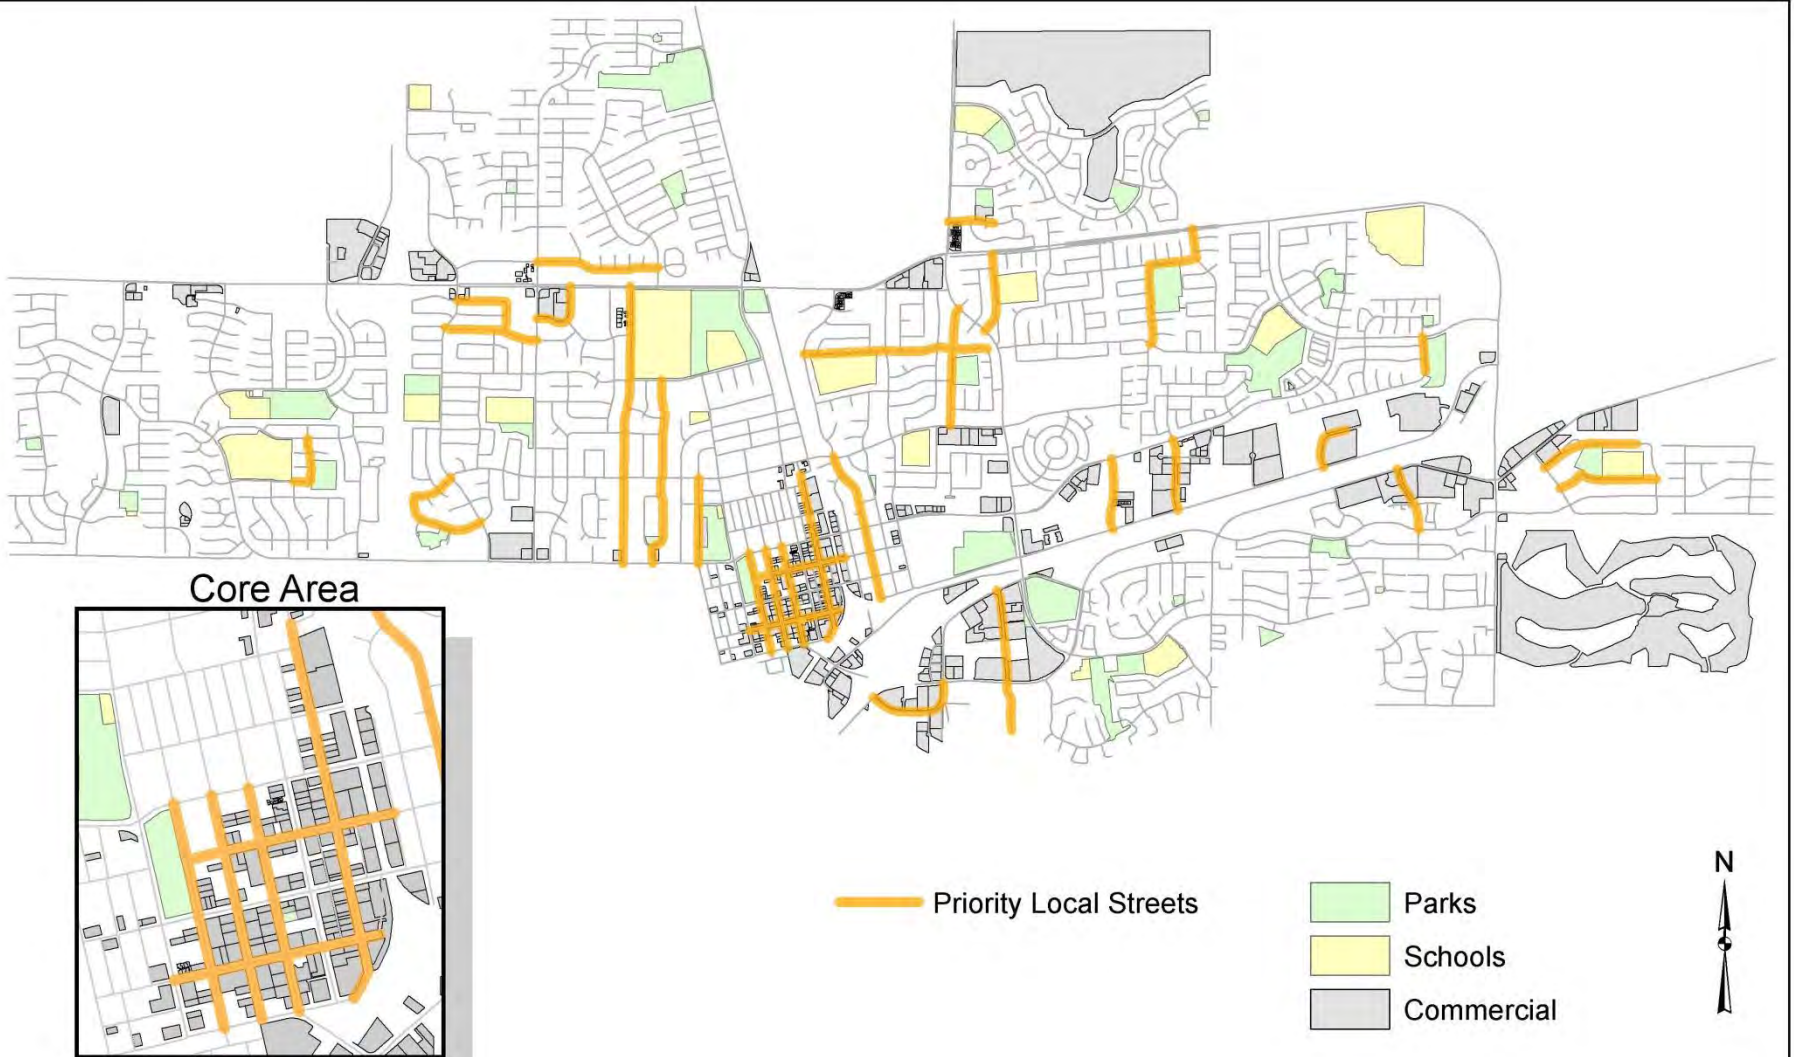 Core Area
Priority Local Streets
Parks
Schools
Commercial
N